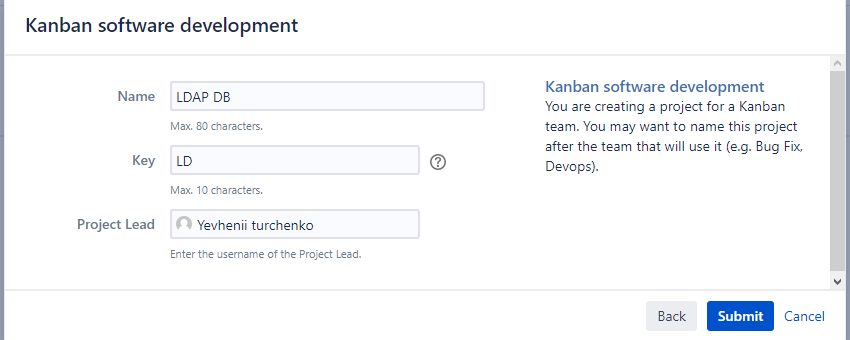 Kanban software development
Name
LDAP DB
Max. 80 characters.
Key
LD
Max. 10 characters.
Project Lead
Yevhenii turchenko
Enter the username of the Project Lead.
Kanban software development
You are creating a project for a Kanban
team. You may want to name this project
after the team that will use it (e.g. Bug Fix,
Devops).
Back
Submit
Cancel